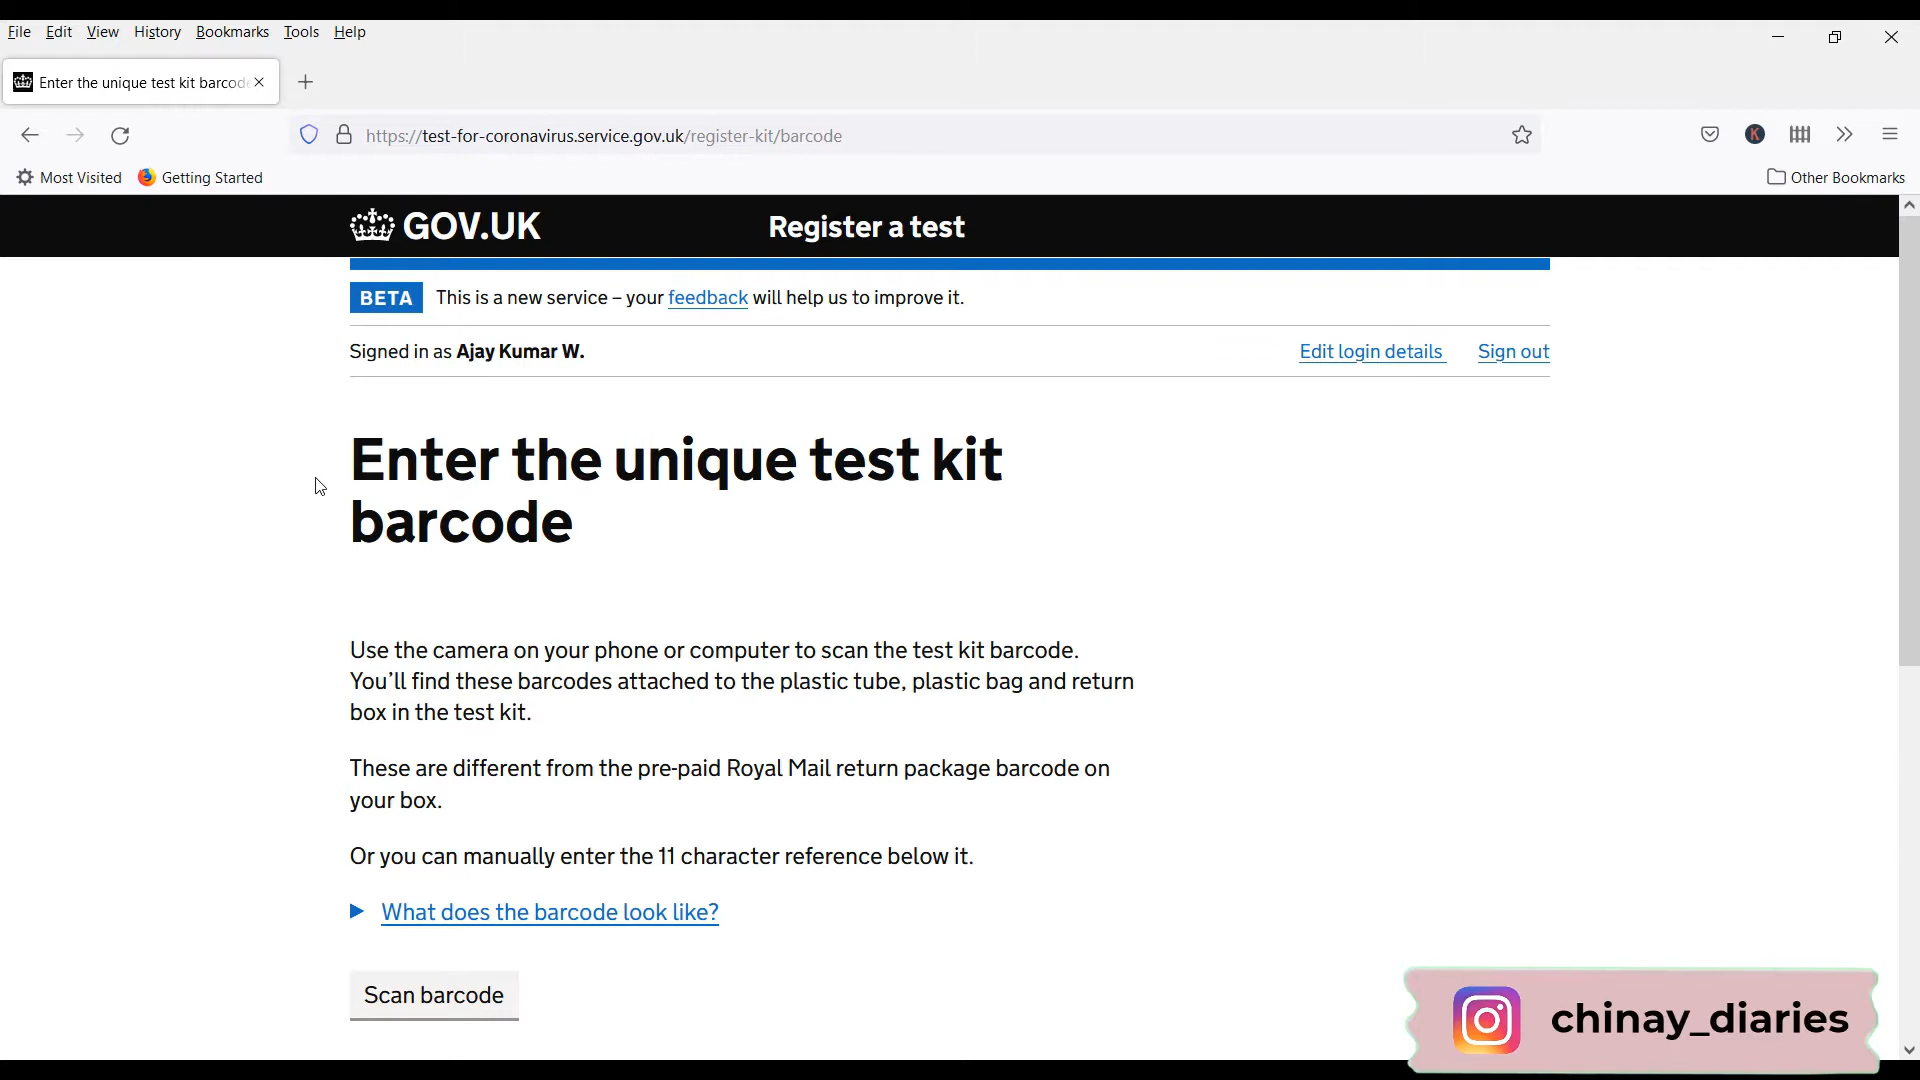 File Edit View History Bookmarks Tools Help
Enter the unique test kit barcod
https://test-for-coronavirus.service.gov.uk/register-kit/barcode
K
Most Visited Getting Started Other Bookmarks
GOV.UK Register a test
BETA This is a new service – your feedback will help us to improve it.
Signed in as Ajay Kumar W. Edit login details Sign out
Enter the unique test kit
barcode
Use the camera on your phone or computer to scan the test kit barcode.
You’ll find these barcodes attached to the plastic tube, plastic bag and return
box in the test kit.
These are different from the pre-paid Royal Mail return package barcode on
your box.
Or you can manually enter the 11 character reference below it.
What does the barcode look like?
Scan barcode
chinay_diaries